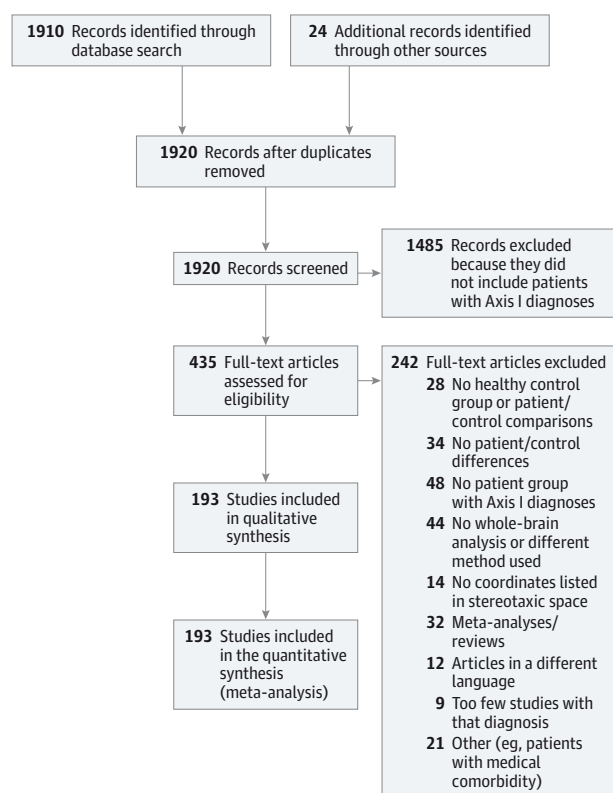 1910 Records identified through
database search
24 Additional records identified
through other sources
1920 Records after duplicates
removed
1920 Records screened
1485 Records excluded
because they did
not include patients
with Axis I diagnoses
435 Full-text articles
assessed for
eligibility
242 Full-text articles excluded
28 No healthy control
group or patient/
control comparisons
34 No patient/control
differences
48 No patient group
with Axis I diagnoses
44 No whole-brain
analysis or different
method used
14 No coordinates listed
in stereotaxic space
32 Meta-analyses/
reviews
12 Articles in a different
language
9 Too few studies with
that diagnosis
21 Other (eg, patients
with medical
comorbidity)
193 Studies included
in qualitative
synthesis
193 Studies included
in the quantitative
synthesis
(meta-analysis)